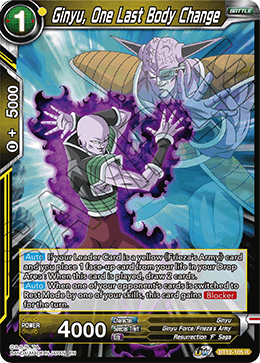 1
Ginyu, One Last Body Change
BATTLE
+ 5000
Auto If your Leader Card is a yellow ≪Frieza's Army≫ card
and you place 1 face-up card from your life in your Drop
Area : When this card is played, draw 2 cards.
Auto When one of your opponent's cards is switched to
Rest Mode by one of your skills, this card gains Blocker
for the turn.
POWER
4000
Character
Ginyu
Special Trait
Ginyu Force/Frieza's Army
Era
Resurrection 'F' Saga
BT12-105 R